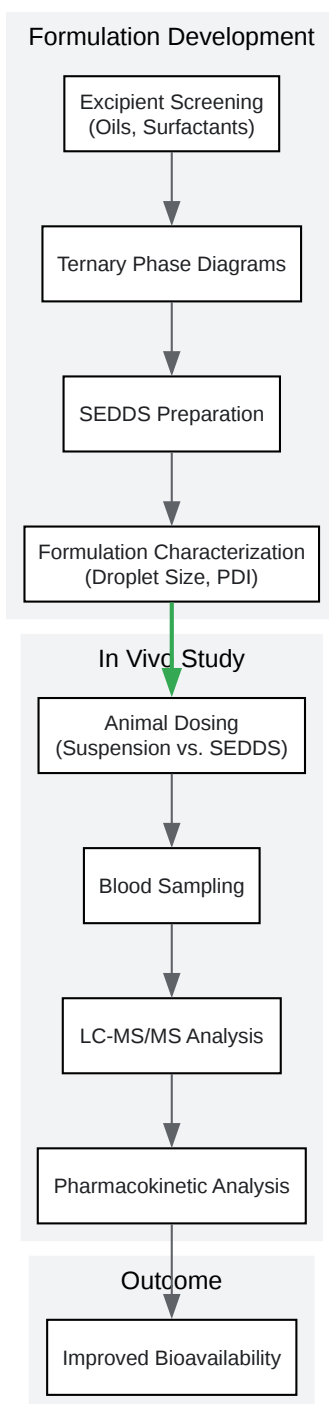 Formulation Development
Excipient Screening
(Oils, Surfactants)
Ternary Phase Diagrams
SEDDS Preparation
Formulation Characterization
(Droplet Size, PDI)
In Vivo Study
Animal Dosing
(Suspension vs. SEDDS)
Blood Sampling
LC-MS/MS Analysis
Pharmacokinetic Analysis
Outcome
Improved Bioavailability